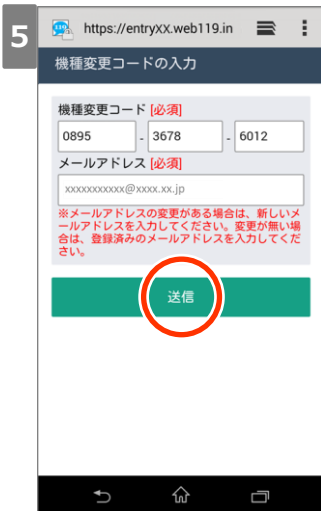 5
119
https://entryXX.web119.in
機種変更コードの入力
機種変更コード [必須]
0895 - 3678 - 6012
メールアドレス [必須]
xxxxxxxxxxx@xxxx.xx.jp
※メールアドレスの変更がある場合は、新しいメ
ールアドレスを入力してください。変更が無い場
合は、登録済みのメールアドレスを入力してくだ
さい。
送信